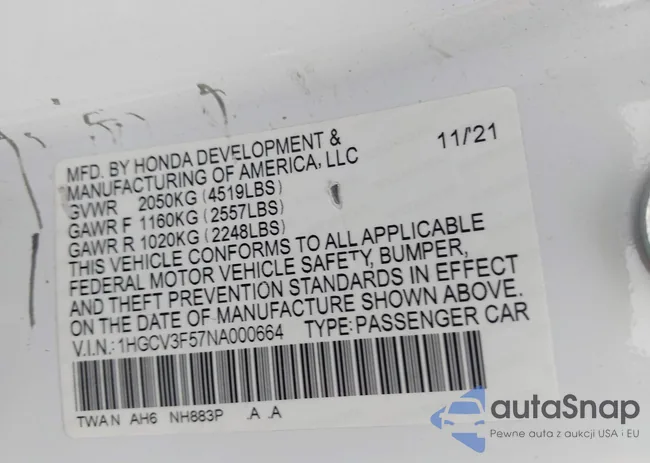 MFD. BY HONDA DEVELOPMENT & 11/'21
MANUFACTURING OF AMERICA, LLC
GVWR 2050KG (4519LBS)
GAWR F 1160KG (2557LBS)
GAWR R 1020KG (2248LBS)
THIS VEHICLE CONFORMS TO ALL APPLICABLE
FEDERAL MOTOR VEHICLE SAFETY, BUMPER,
AND THEFT PREVENTION STANDARDS IN EFFECT
ON THE DATE OF MANUFACTURE SHOWN ABOVE.
V.I.N.:1HGCV3F57NA000664 TYPE:PASSENGER CAR
TWA N AH6 NH883P .A .A
autaSnap
Pewne auta z aukcji USA i EU